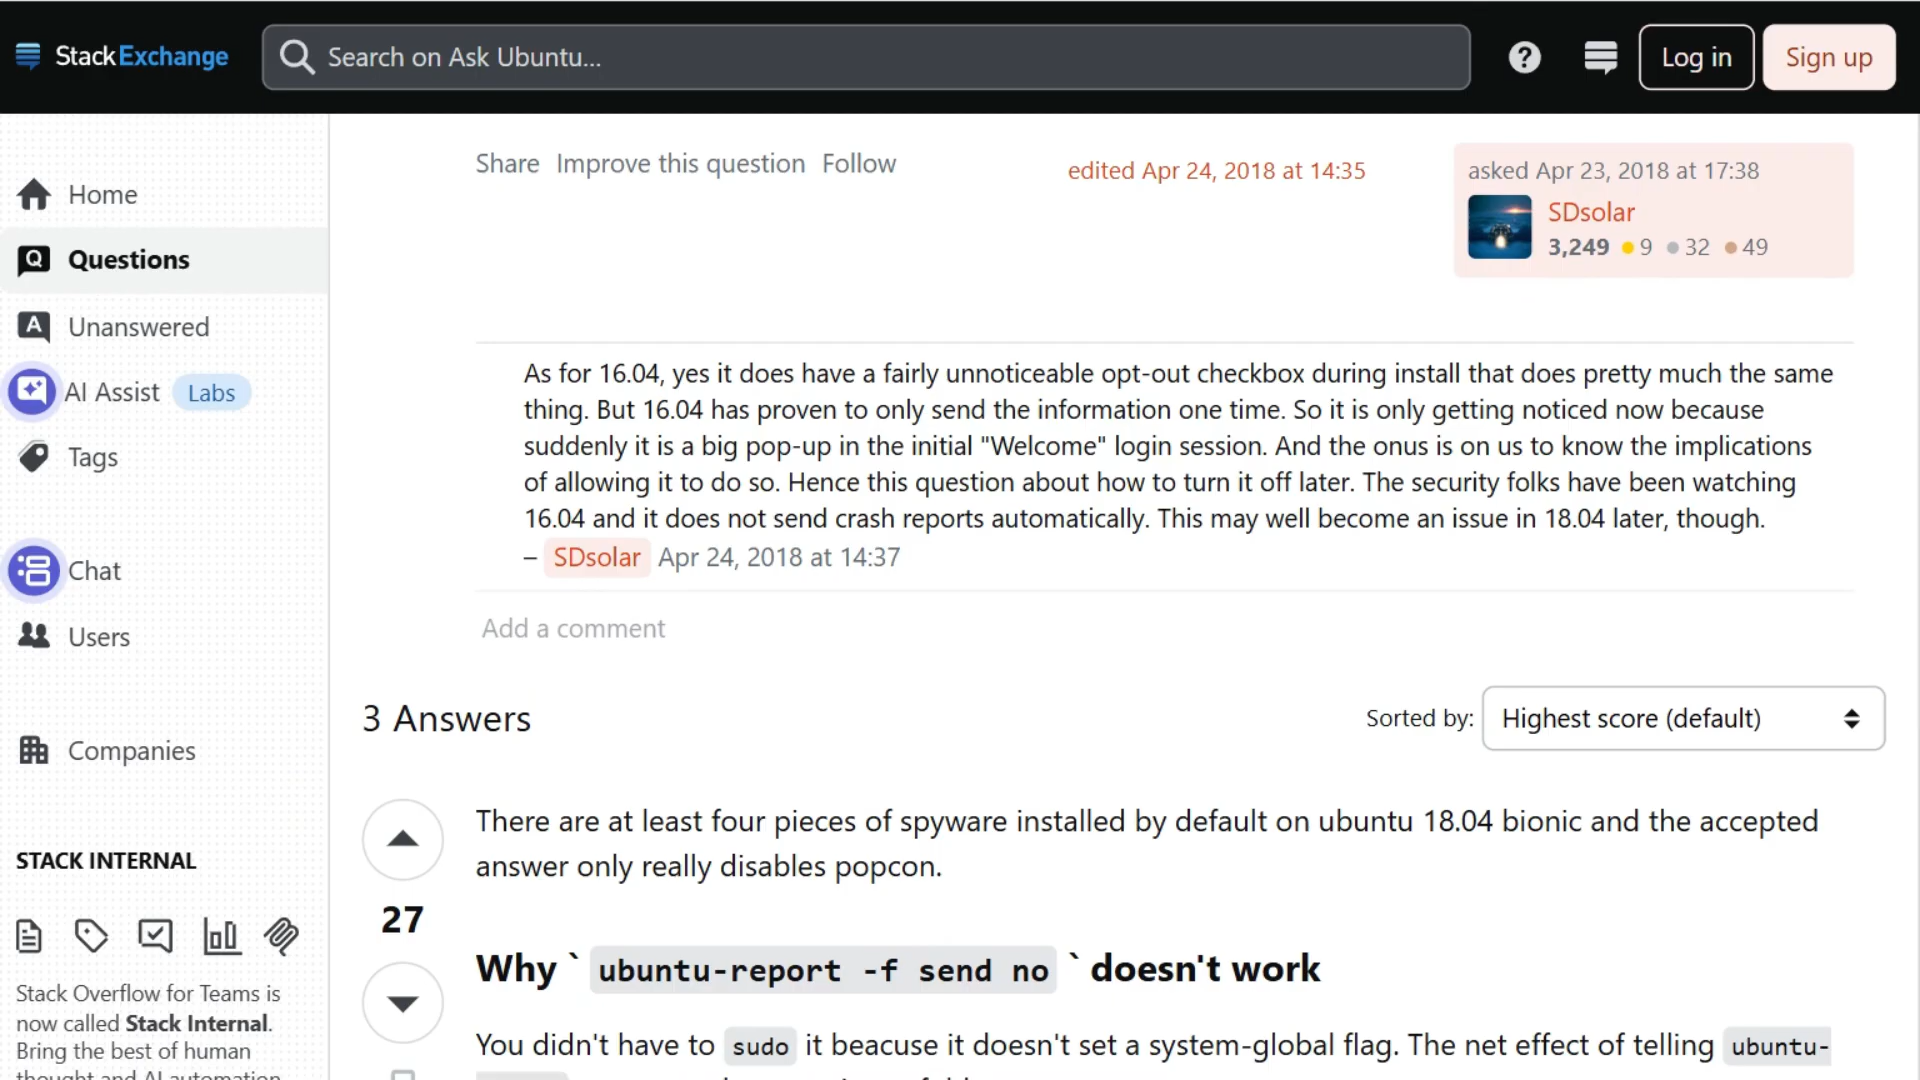 StackExchange
Search on Ask Ubuntu...
Log in
Sign up
Home
Questions
Unanswered
AI Assist Labs
Tags
Chat
Users
Companies
STACK INTERNAL
Stack Overflow for Teams is
now called Stack Internal.
Bring the best of human
thought and AI automation
Share Improve this question Follow
edited Apr 24, 2018 at 14:35
asked Apr 23, 2018 at 17:38
SDsolar
3,249 9 32 49
As for 16.04, yes it does have a fairly unnoticeable opt-out checkbox during install that does pretty much the same
thing. But 16.04 has proven to only send the information one time. So it is only getting noticed now because
suddenly it is a big pop-up in the initial "Welcome" login session. And the onus is on us to know the implications
of allowing it to do so. Hence this question about how to turn it off later. The security folks have been watching
16.04 and it does not send crash reports automatically. This may well become an issue in 18.04 later, though.
– SDsolar Apr 24, 2018 at 14:37
Add a comment
3 Answers
Sorted by:
Highest score (default)
27
There are at least four pieces of spyware installed by default on ubuntu 18.04 bionic and the accepted
answer only really disables popcon.
Why ` ubuntu-report -f send no ` doesn't work
You didn't have to sudo it beacuse it doesn't set a system-global flag. The net effect of telling ubuntu-